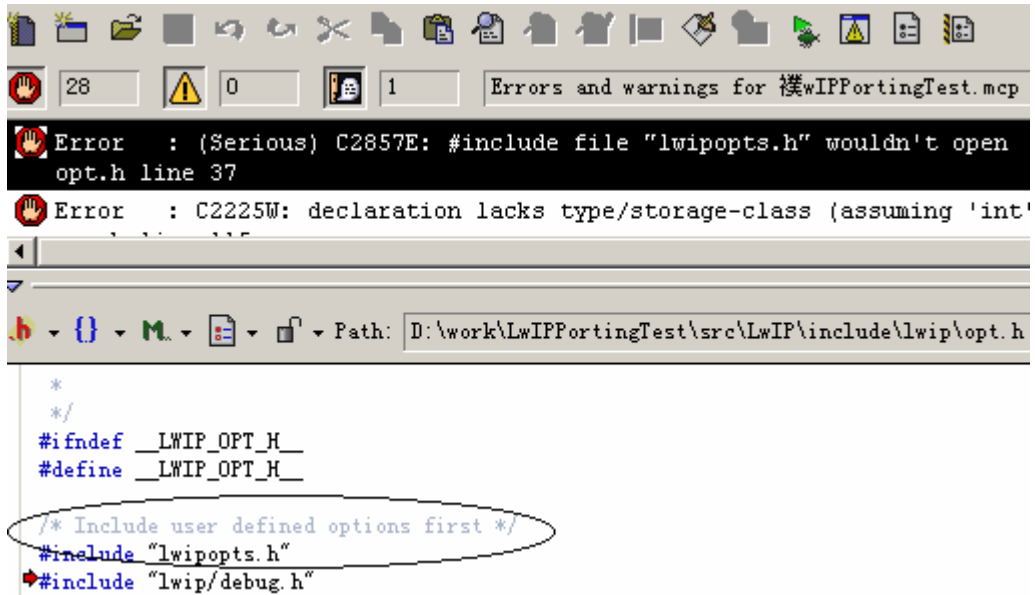 28
0
1
Errors and warnings for 襆wIPPortingTest.mcp
Error : (Serious) C2857E: #include file "lwipopts.h" wouldn't open
opt.h line 37
Error : C2225W: declaration lacks type/storage-class (assuming 'int'
.h
{}
M.
Path: D:\work\LwIPPortingTest\src\LwIP\include\lwip\opt.h
*
*/
#ifndef __LWIP_OPT_H__
#define __LWIP_OPT_H__
/* Include user defined options first */
#include "lwipopts.h"
#include "lwip/debug.h"